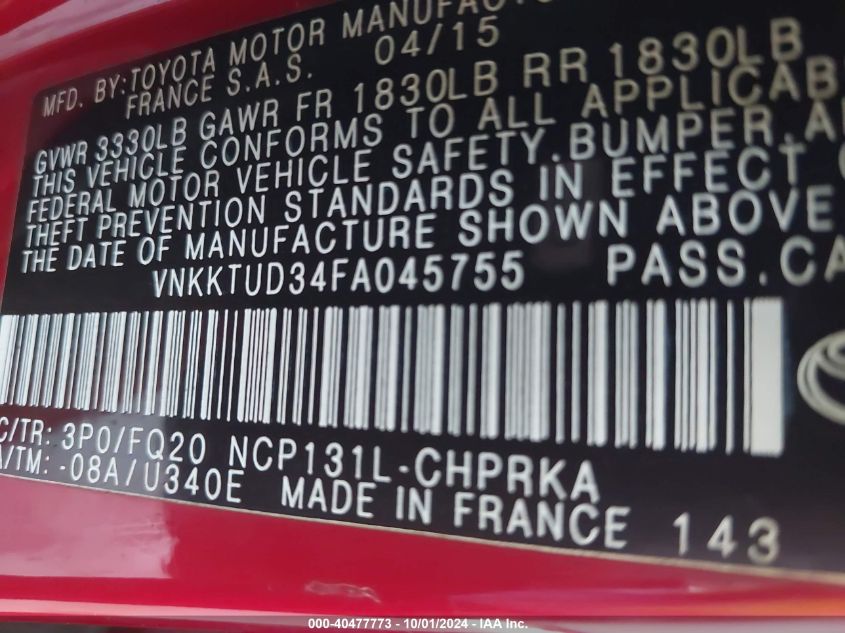 MFD. BY:TOYOTA MOTOR MANUFACTU
FRANCE S.A.S. 04/15
GVWR 3330LB GAWR FR 1830LB RR 1830LB
THIS VEHICLE CONFORMS TO ALL APPLICAB
FEDERAL MOTOR VEHICLE SAFETY, BUMPER, A
THEFT PREVENTION STANDARDS IN EFFECT
THE DATE OF MANUFACTURE SHOWN ABOVE
VNKKTUD34FA045755 PASS.CA
C/TR: 3P0/FQ20 NCP131L-CHPRKA
A/TM: -08A/U340E MADE IN FRANCE 143
000-40477773 - 10/01/2024 - IAA Inc.